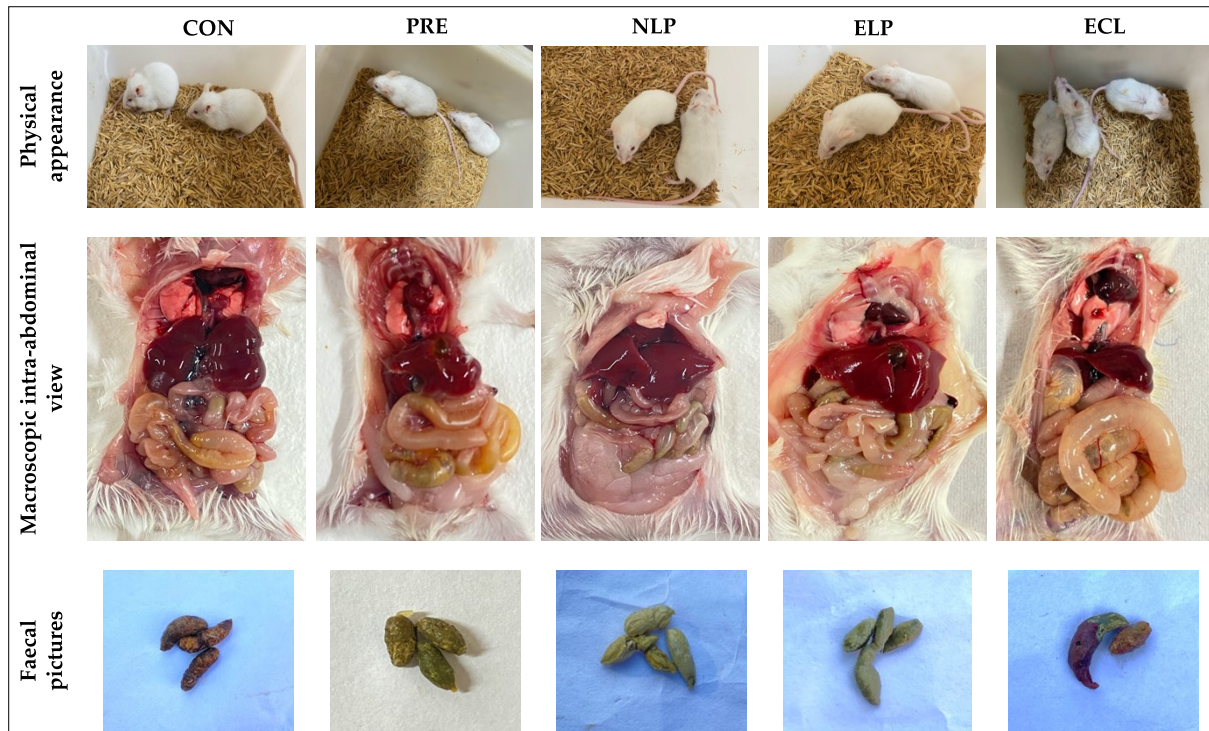 CON
PRE
NLP
ELP
ECL
Physical
appearance
Macroscopic intra-abdominal
view
Faecal
pictures